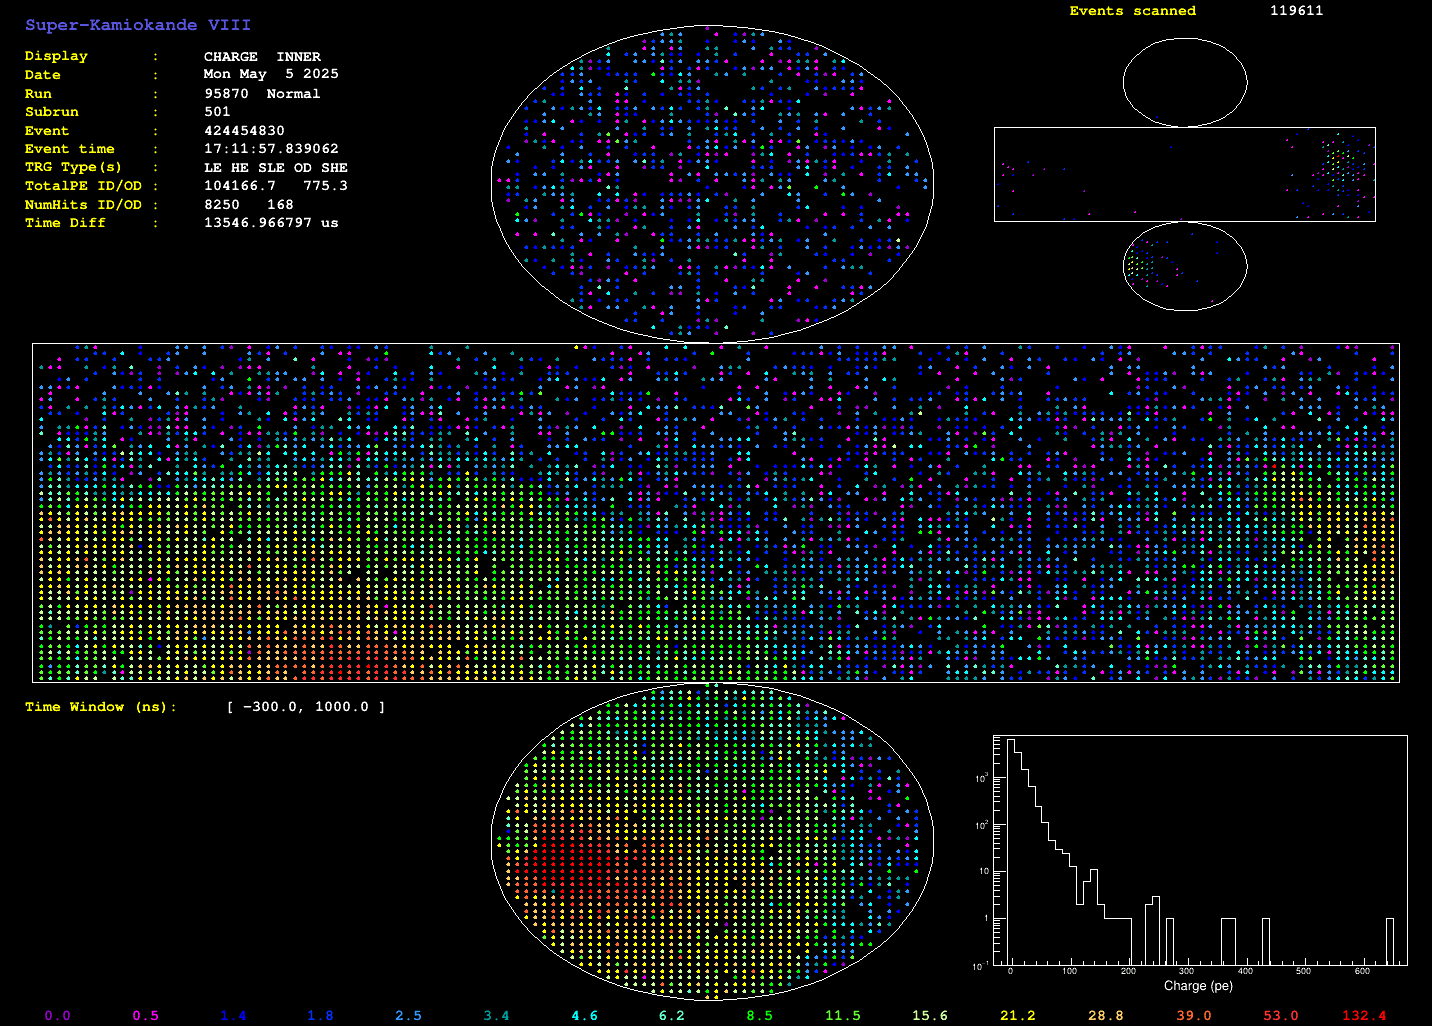 Super-Kamiokande VIII
Events scanned 119611
Display : CHARGE INNER
Date : Mon May 5 2025
Run : 95870 Normal
Subrun : 501
Event : 424454830
Event time : 17:11:57.839062
TRG Type(s) : LE HE SLE OD SHE
TotalPE ID/OD : 104166.7 775.3
NumHits ID/OD : 8250 168
Time Diff : 13546.966797 us
Time Window (ns): [ -300.0, 1000.0 ]
10³
10²
10
1
10⁻¹
0 100 200 300 400 500 600
Charge (pe)
0.0 0.5 1.4 1.8 2.5 3.4 4.6 6.2 8.5 11.5 15.6 21.2 28.8 39.0 53.0 132.4